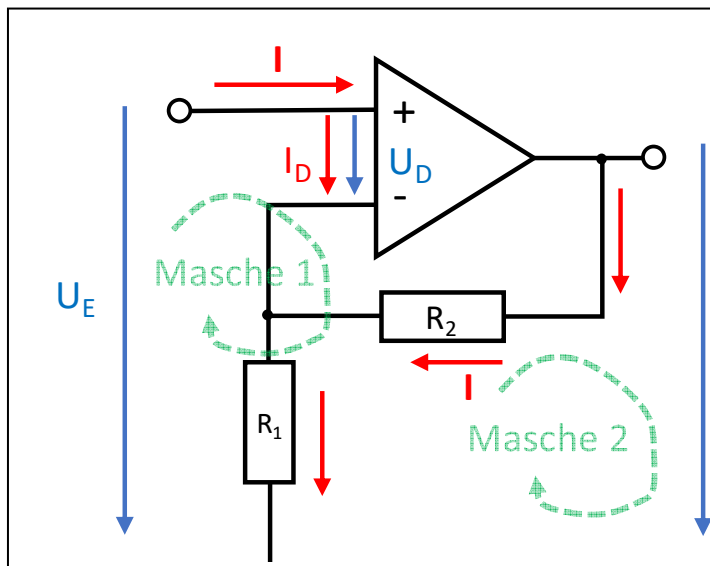 I
+
I_D
U_D
-
Masche 1
U_E
R_2
I
R_1
Masche 2